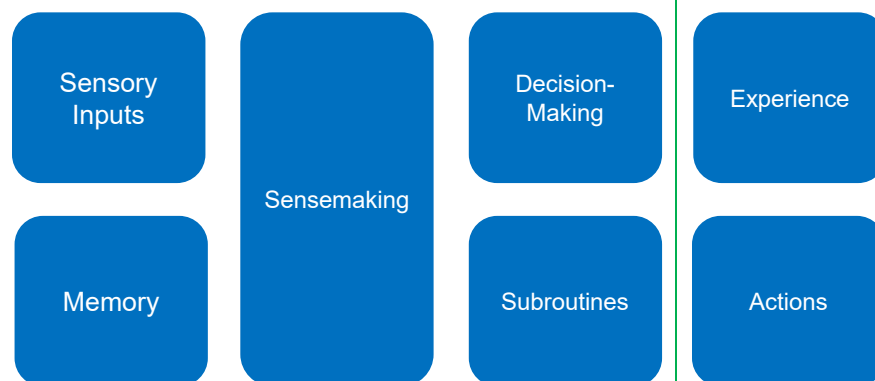 Sensory
Inputs
Memory
Sensemaking
Decision-
Making
Subroutines
Experience
Actions